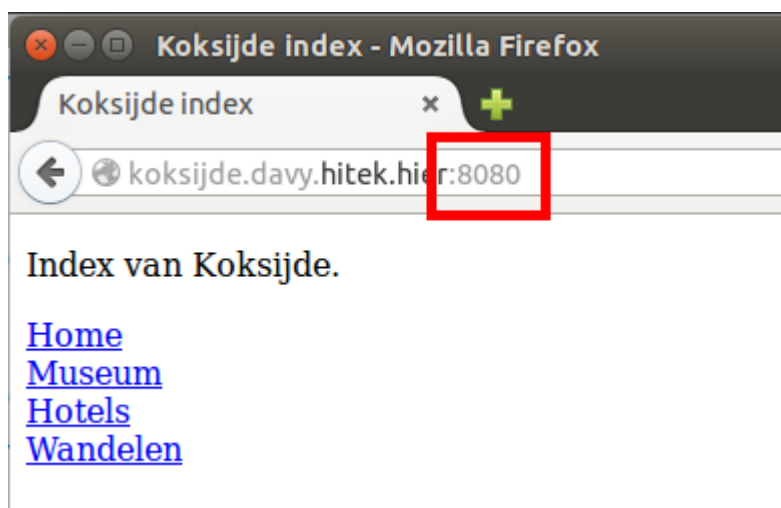 Koksijde index - Mozilla Firefox
Koksijde index
koksijde.davy.hitek.hier:8080
Index van Koksijde.
Home
Museum
Hotels
Wandelen